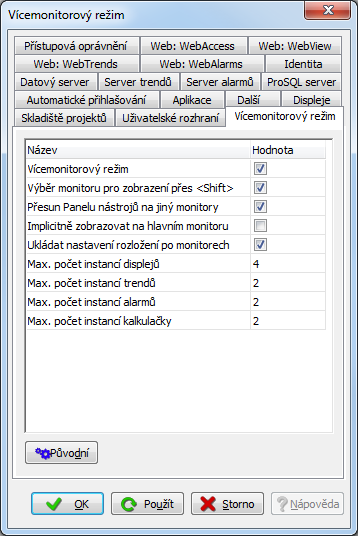 Vícemonitorový režim
Přístupová oprávnění Web: WebAccess Web: WebView
Web: WebTrends Web: WebAlarms Identita
Datový server Server trendů Server alarmů ProSQL server
Automatické přihlašování Aplikace Další Displeje
Skladiště projektů Uživatelské rozhraní Vícemonitorový režim
Název Hodnota
Vícemonitorový režim
Výběr monitoru pro zobrazení přes <Shift>
Přesun Panelu nástrojů na jiný monitory
Implicitně zobrazovat na hlavním monitoru
Ukládat nastavení rozložení po monitorech
Max. počet instancí displejů 4
Max. počet instancí trendů 2
Max. počet instancí alarmů 2
Max. počet instancí kalkulačky 2
Původní
OK Použít Storno Nápověda